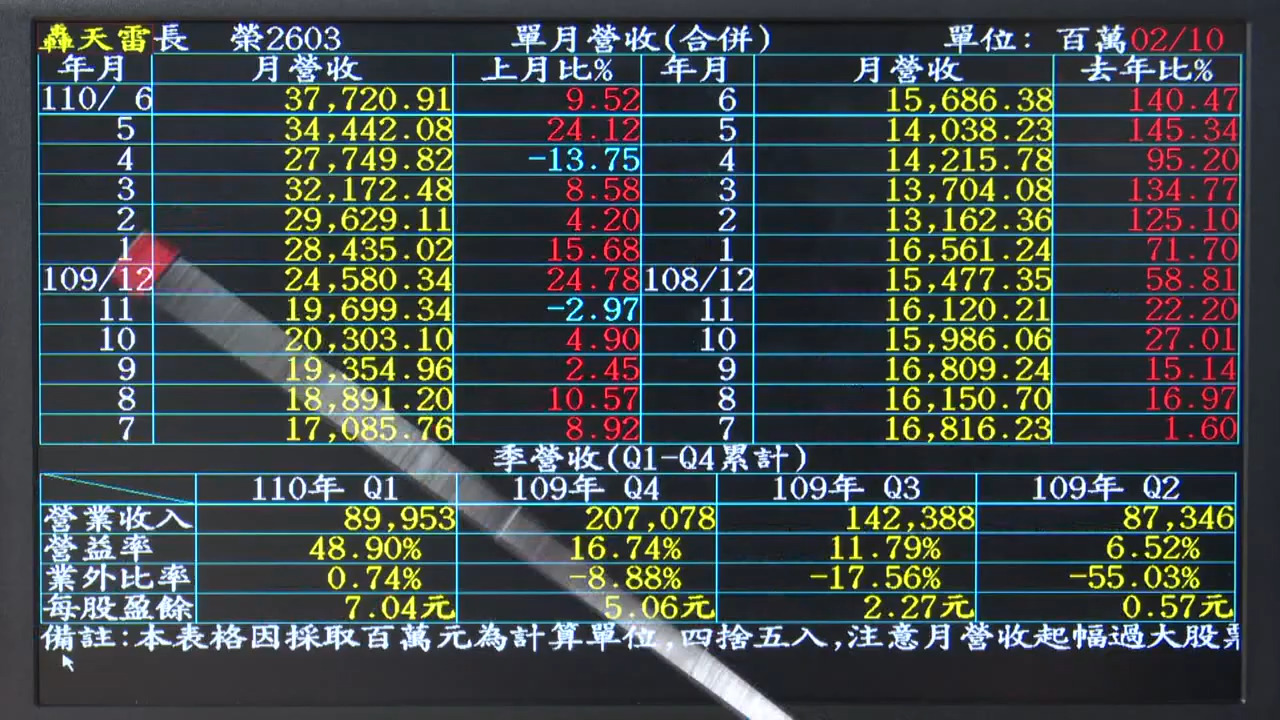 轟天雷長 榮2603 單月營收(合併) 單位: 百萬02/10
年月 月營收 上月比% 年月 月營收 去年比%
110/ 6 37,720.91 9.52 6 15,686.38 140.47
5 34,442.08 24.12 5 14,038.23 145.34
4 27,749.82 -13.75 4 14,215.78 95.20
3 32,172.48 8.58 3 13,704.08 134.77
2 29,629.11 4.20 2 13,162.36 125.10
1 28,435.02 15.68 1 16,561.24 71.70
109/12 24,580.34 24.78 108/12 15,477.35 58.81
11 19,699.34 -2.97 11 16,120.21 22.20
10 20,303.10 4.90 10 15,986.06 27.01
9 19,354.96 2.45 9 16,809.24 15.14
8 18,891.20 10.57 8 16,150.70 16.97
7 17,085.76 8.92 7 16,816.23 1.60
季營收(Q1-Q4累計)
110年 Q1 109年 Q4 109年 Q3 109年 Q2
營業收入 89,953 207,078 142,388 87,346
營益率 48.90% 16.74% 11.79% 6.52%
業外比率 0.74% -8.88% -17.56% -55.03%
每股盈餘 7.04元 5.06元 2.27元 0.57元
備註:本表格因採取百萬元為計算單位,四捨五入,注意月營收起幅過大股票